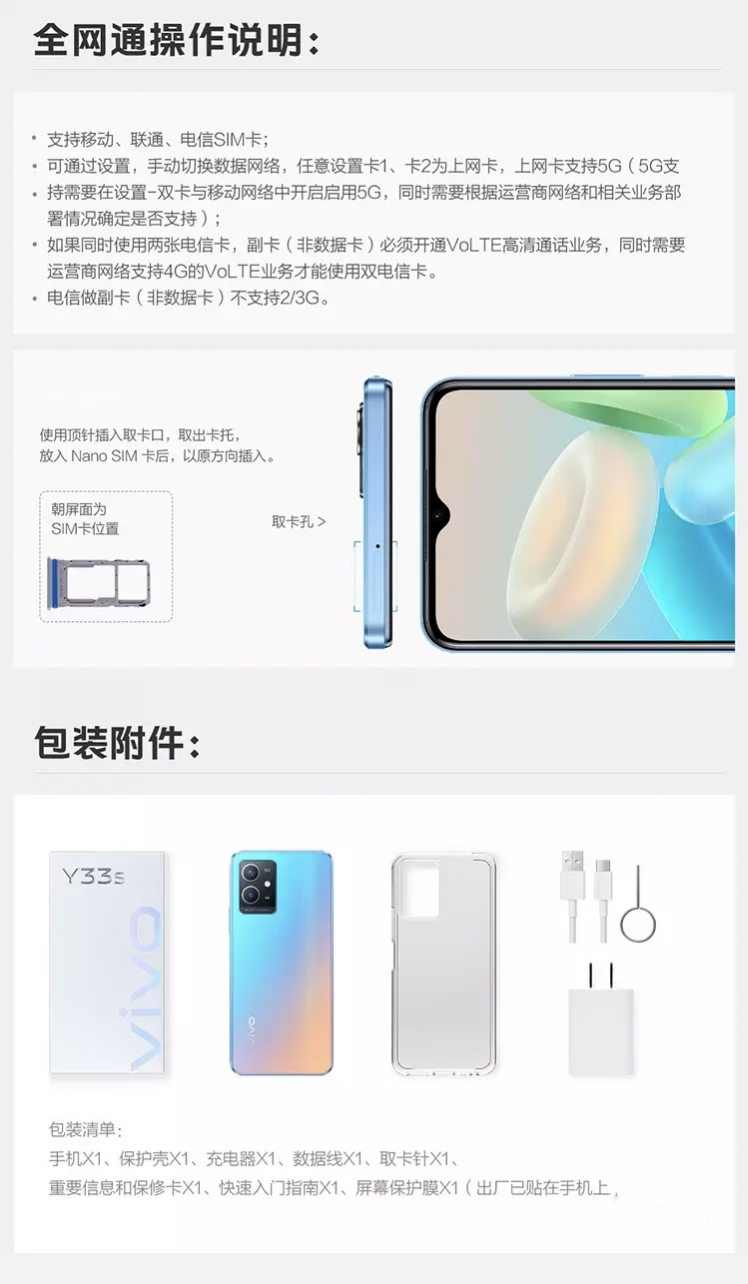 全网通操作说明：
• 支持移动、联通、电信SIM卡；
• 可通过设置，手动切换数据网络，任意设置卡1、卡2为上网卡，上网卡支持5G（5G支
• 持需要在设置-双卡与移动网络中开启启用5G，同时需要根据运营商网络和相关业务部
署情况确定是否支持）；
• 如果同时使用两张电信卡，副卡（非数据卡）必须开通VoLTE高清通话业务，同时需要
运营商网络支持4G的VoLTE业务才能使用双电信卡。
• 电信做副卡（非数据卡）不支持2/3G。
使用顶针插入取卡口，取出卡托，
放入 Nano SIM 卡后，以原方向插入。
朝屏面为
SIM卡位置
取卡孔 >
包装附件：
Y33s
vivo
vivo
包装清单：
手机X1、保护壳X1、充电器X1、数据线X1、取卡针X1、
重要信息和保修卡X1、快速入门指南X1、屏幕保护膜X1（出厂已贴在手机上，